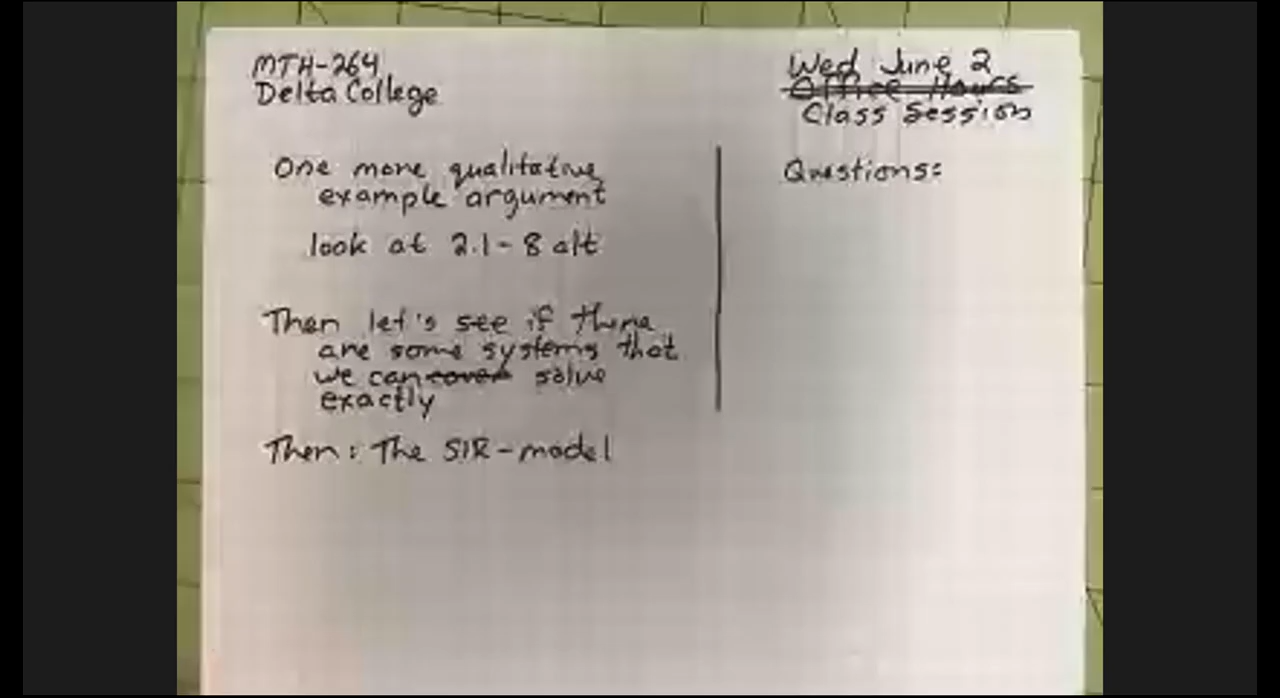 MTH-264
Delta College
Wed June 2
Office Hours
Class Session
One more qualitative
example argument
look at 2.1-8 alt
Then let's see if there
are some systems that
we can cover solve
exactly
Then: The SIR-model
Questions: